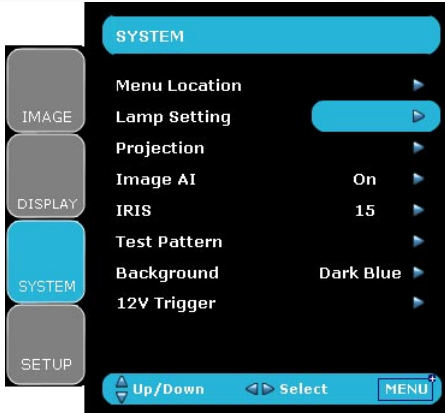 SYSTEM
IMAGE
DISPLAY
SYSTEM
SETUP
Menu Location
Lamp Setting
Projection
Image AI On
IRIS 15
Test Pattern
Background Dark Blue
12V Trigger
Up/Down Select MENU